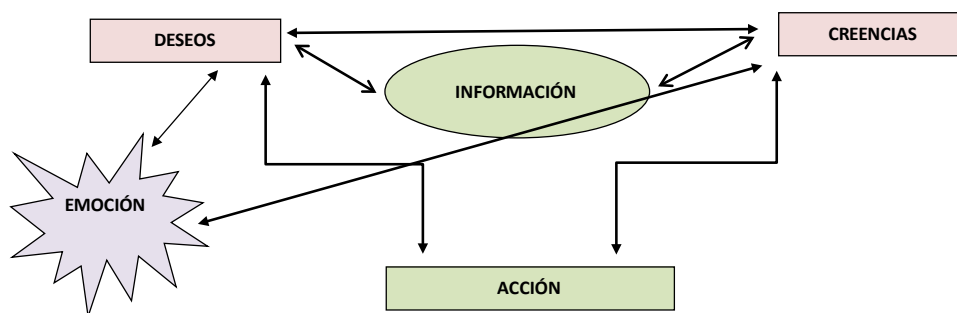 DESEOS
CREENCIAS
INFORMACIÓN
EMOCIÓN
ACCIÓN